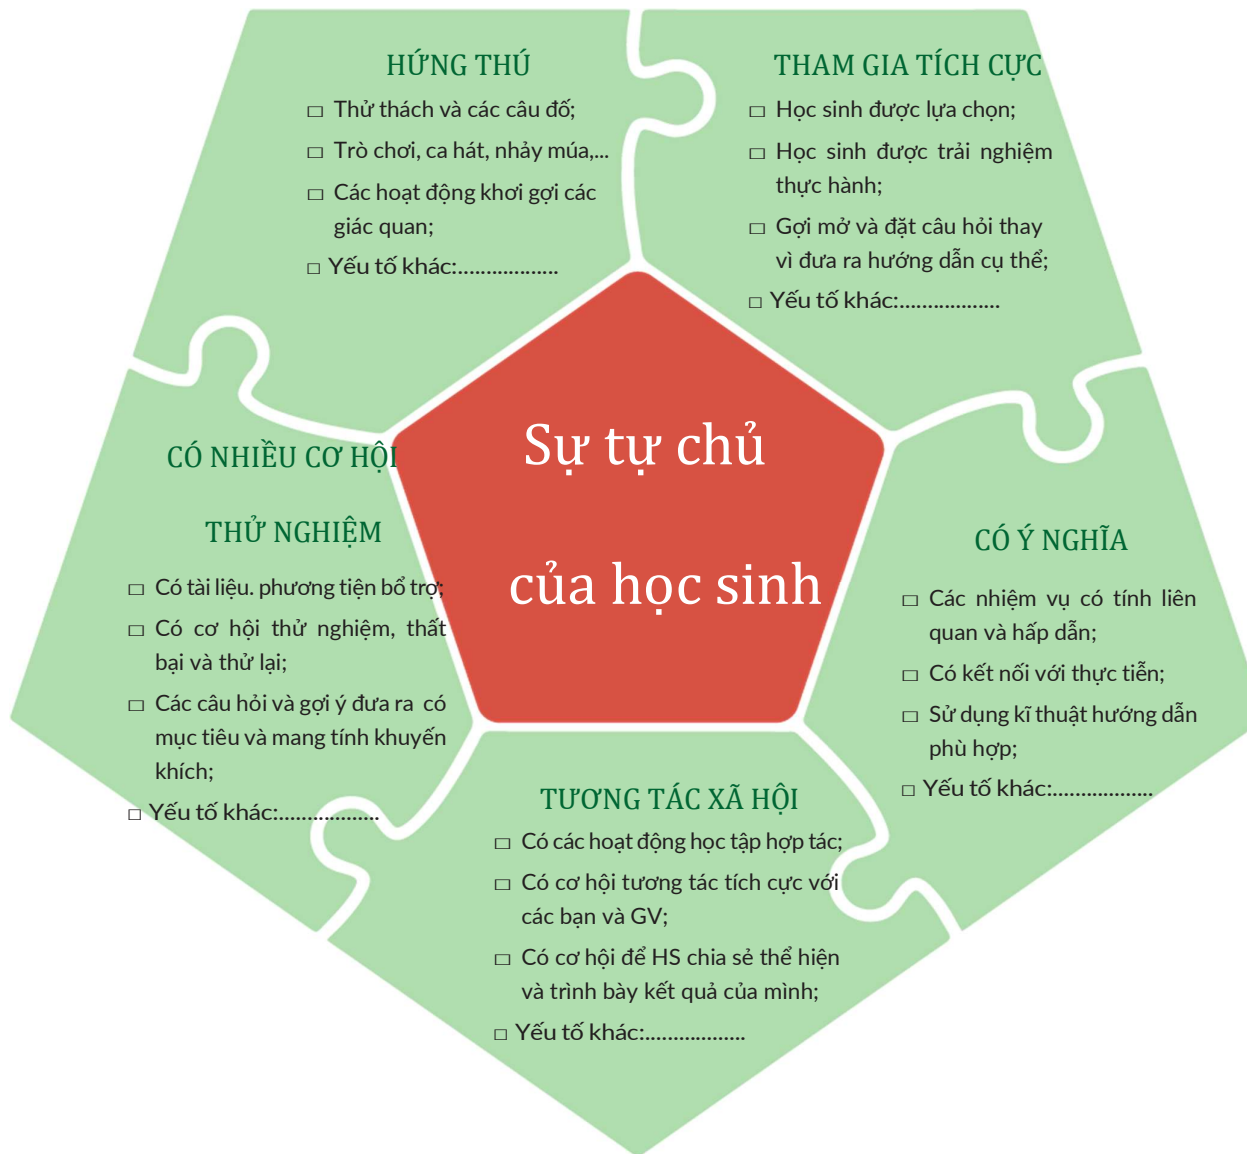 HỨNG THÚ
□ Thử thách và các câu đố;
□ Trò chơi, ca hát, nhảy múa,...
□ Các hoạt động khơi gợi các
giác quan;
□ Yếu tố khác:..................
THAM GIA TÍCH CỰC
□ Học sinh được lựa chọn;
□ Học sinh được trải nghiệm
thực hành;
□ Gợi mở và đặt câu hỏi thay
vì đưa ra hướng dẫn cụ thể;
□ Yếu tố khác:..................
Sự tự chủ
của học sinh
CÓ NHIỀU CƠ HỘI
THỬ NGHIỆM
□ Có tài liệu. phương tiện bổ trợ;
□ Có cơ hội thử nghiệm, thất
bại và thử lại;
□ Các câu hỏi và gợi ý đưa ra có
mục tiêu và mang tính khuyến
khích;
□ Yếu tố khác:..................
CÓ Ý NGHĨA
□ Các nhiệm vụ có tính liên
quan và hấp dẫn;
□ Có kết nối với thực tiễn;
□ Sử dụng kĩ thuật hướng dẫn
phù hợp;
□ Yếu tố khác:..................
TƯƠNG TÁC XÃ HỘI
□ Có các hoạt động học tập hợp tác;
□ Có cơ hội tương tác tích cực với
các bạn và GV;
□ Có cơ hội để HS chia sẻ thể hiện
và trình bày kết quả của mình;
□ Yếu tố khác:..................